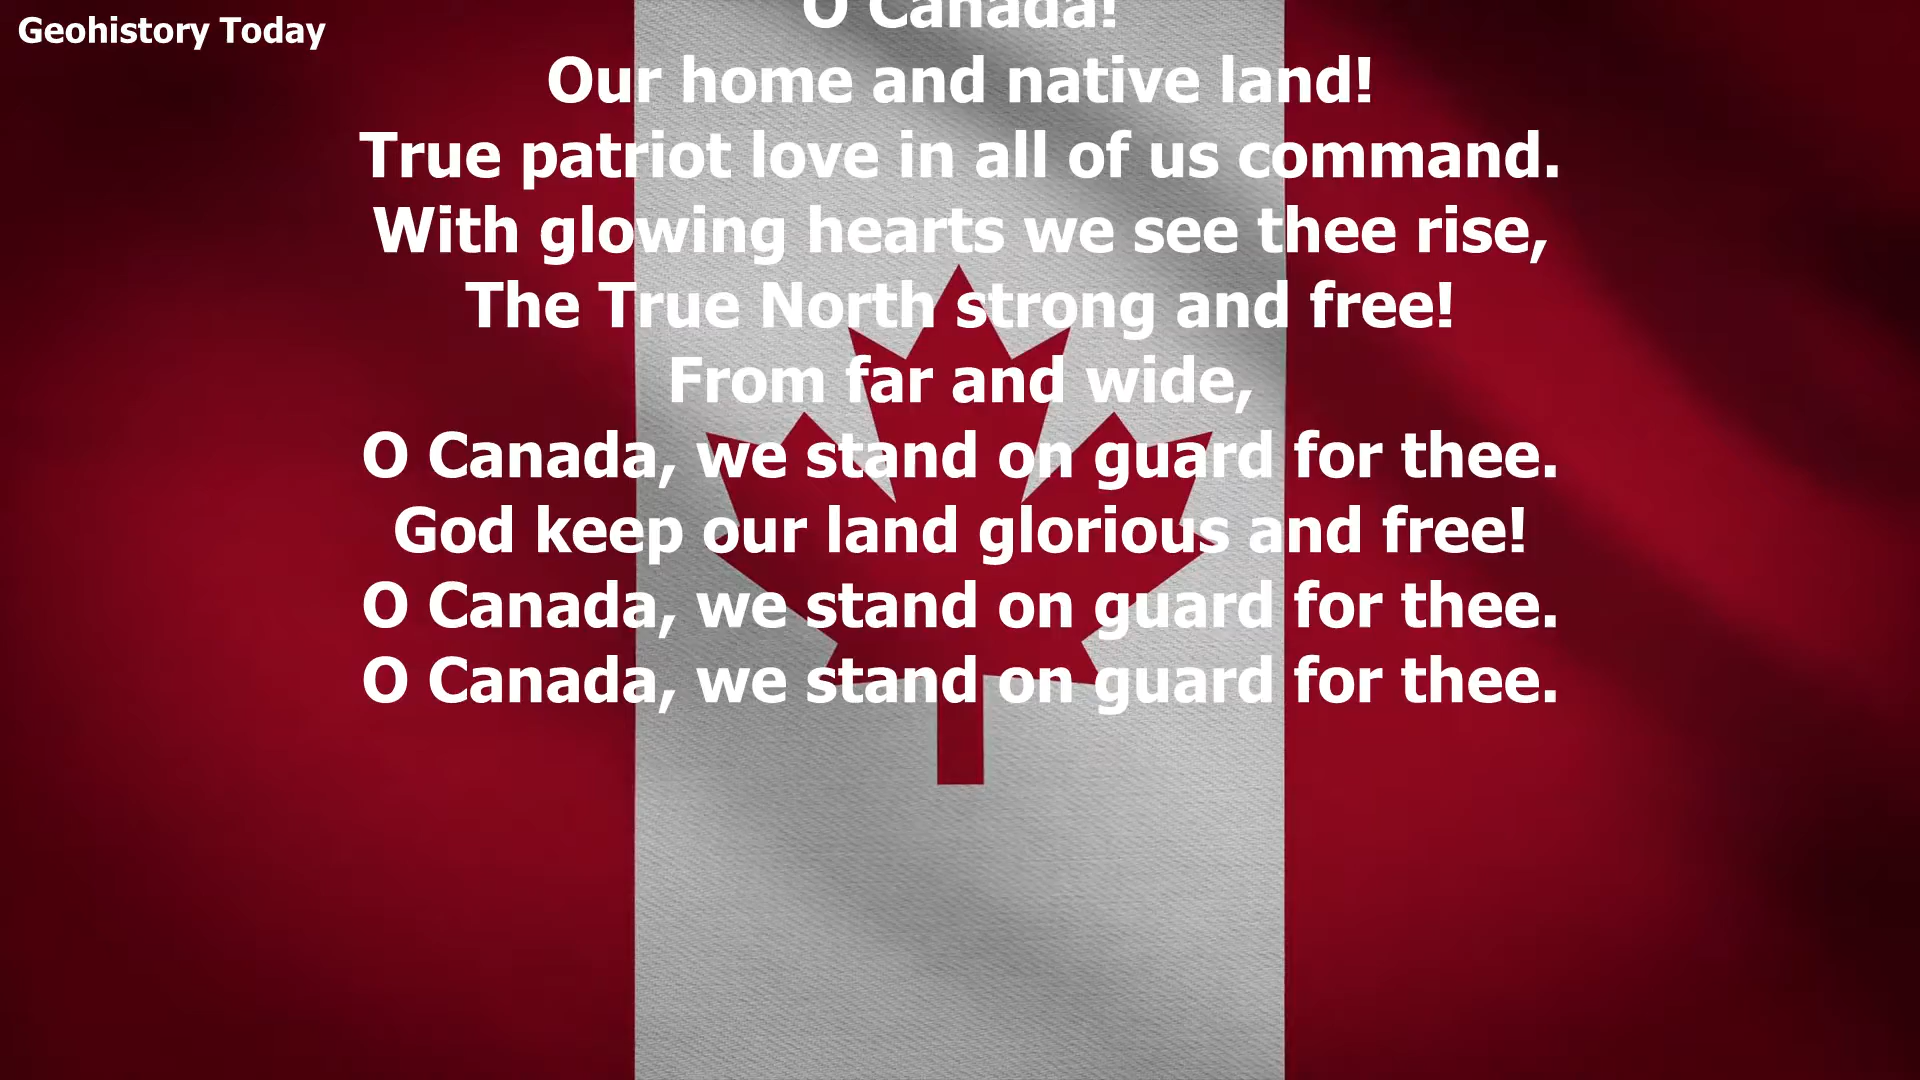 Geohistory Today
O Canada!
Our home and native land!
True patriot love in all of us command.
With glowing hearts we see thee rise,
The True North strong and free!
From far and wide,
O Canada, we stand on guard for thee.
God keep our land glorious and free!
O Canada, we stand on guard for thee.
O Canada, we stand on guard for thee.